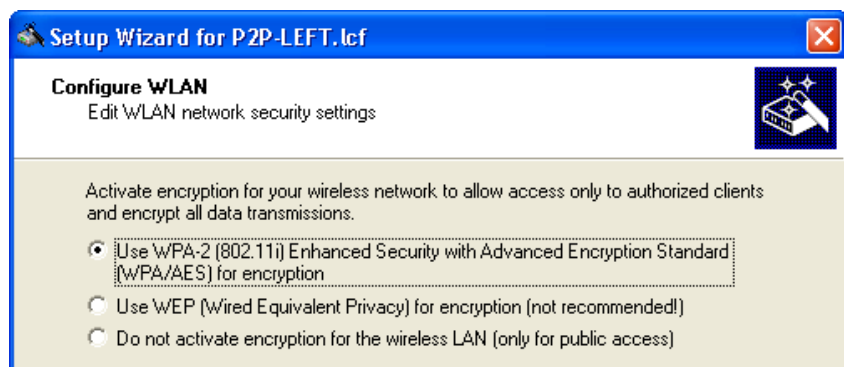 Setup Wizard for P2P-LEFT.lcf
Configure WLAN
Edit WLAN network security settings
Activate encryption for your wireless network to allow access only to authorized clients
and encrypt all data transmissions.
Use WPA-2 (802.11i) Enhanced Security with Advanced Encryption Standard
(WPA/AES) for encryption
Use WEP (Wired Equivalent Privacy) for encryption (not recommended!)
Do not activate encryption for the wireless LAN (only for public access)